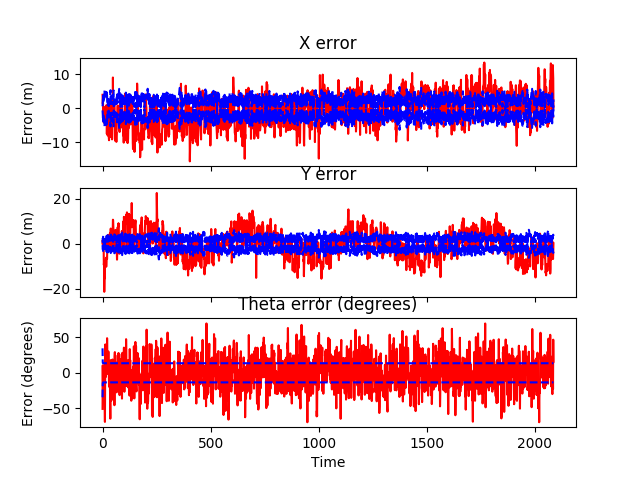 X error
Error (m)
10
0
−10
Y error
Error (m)
20
0
−20
Theta error (degrees)
Error (degrees)
50
0
−50
0 500 1000 1500 2000
Time